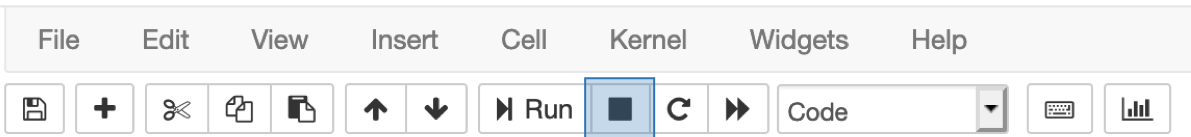 File Edit View Insert Cell Kernel Widgets Help
Run Code